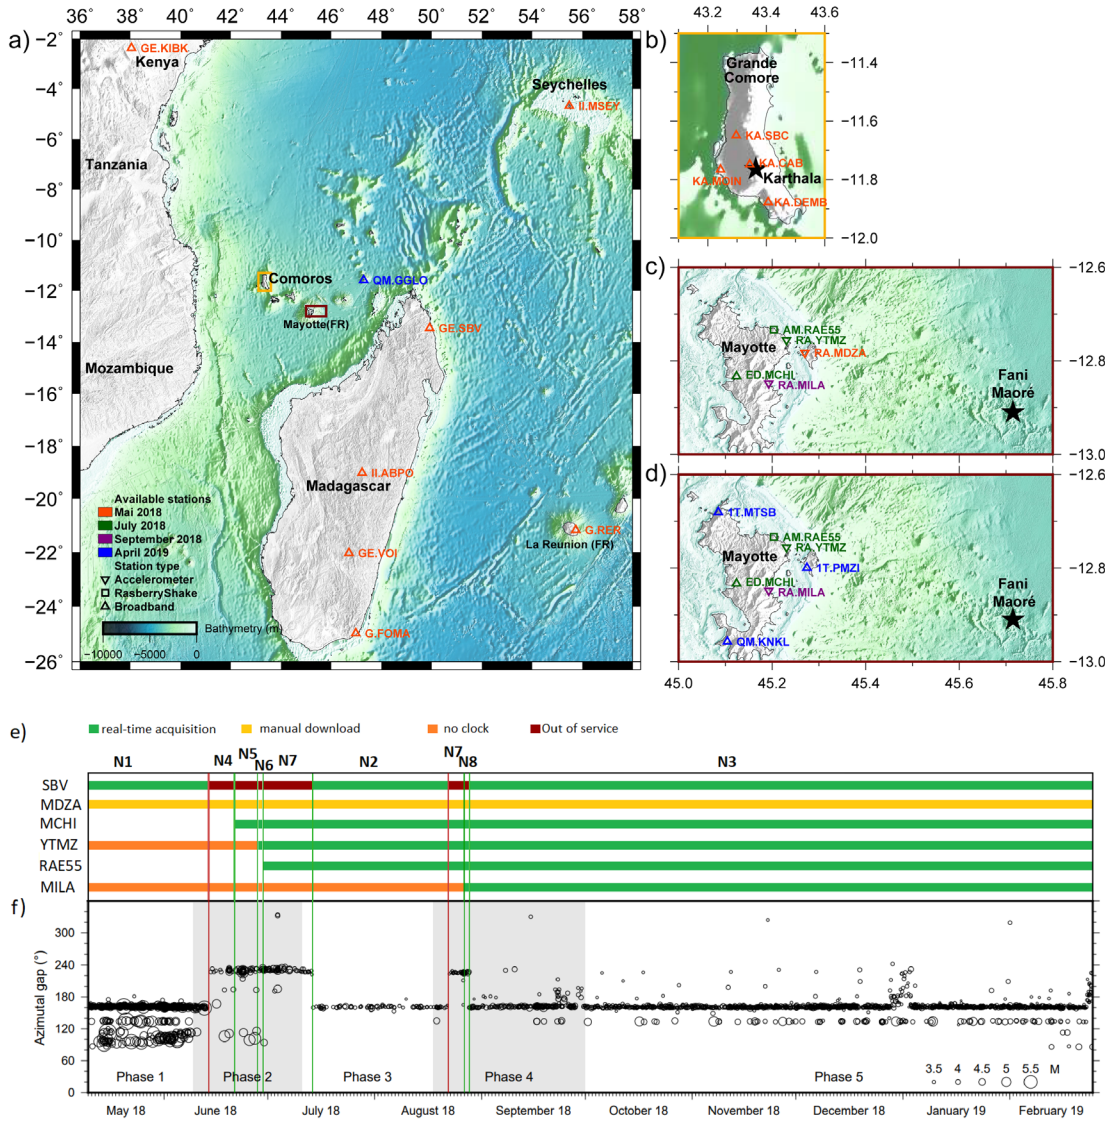 36° 38° 40° 42° 44° 46° 48° 50° 52° 54° 56° 58°
a)
−2°
−4°
−6°
−8°
−10°
−12°
−14°
−16°
−18°
−20°
−22°
−24°
−26°
GE.KIBK
Kenya
Seychelles
II.MSEY
Tanzania
Comoros
QM.GGLO
Mayotte(FR)
GE.SBV
Mozambique
II.ABPO
Madagascar
G.RER
La Reunion (FR)
GE.VOI
G.FOMA
Available stations
Mai 2018
July 2018
September 2018
April 2019
Station type
Accelerometer
RasberryShake
Broadband
Bathymetry (m)
−10000 −5000 0
43.2 43.4 43.6
b)
Grande
Comore
KA.SBC
KA.CAB
KA.MOIN
Karthala
KA.DEMB
−11.4
−11.6
−11.8
−12.0
c)
AM.RAE55
RA.YTMZ
Mayotte
RA.MDZA
ED.MCHI
RA.MILA
Fani
Maoré
−12.6
−12.8
−13.0
d)
1T.MTSB
AM.RAE55
RA.YTMZ
Mayotte
1T.PMZI
ED.MCHI
RA.MILA
QM.KNKL
Fani
Maoré
−12.6
−12.8
−13.0
45.0 45.2 45.4 45.6 45.8
e)
real-time acquisition manual download no clock Out of service
N1 N4 N5 N6 N7 N2 N7 N8 N3
SBV
MDZA
MCHI
YTMZ
RAE55
MILA
f)
Azimutal gap (°)
300
240
180
120
60
0
3.5 4 4.5 5 5.5 M
Phase 1 Phase 2 Phase 3 Phase 4 Phase 5
May 18 June 18 July 18 August 18 September 18 October 18 November 18 December 18 January 19 February 19